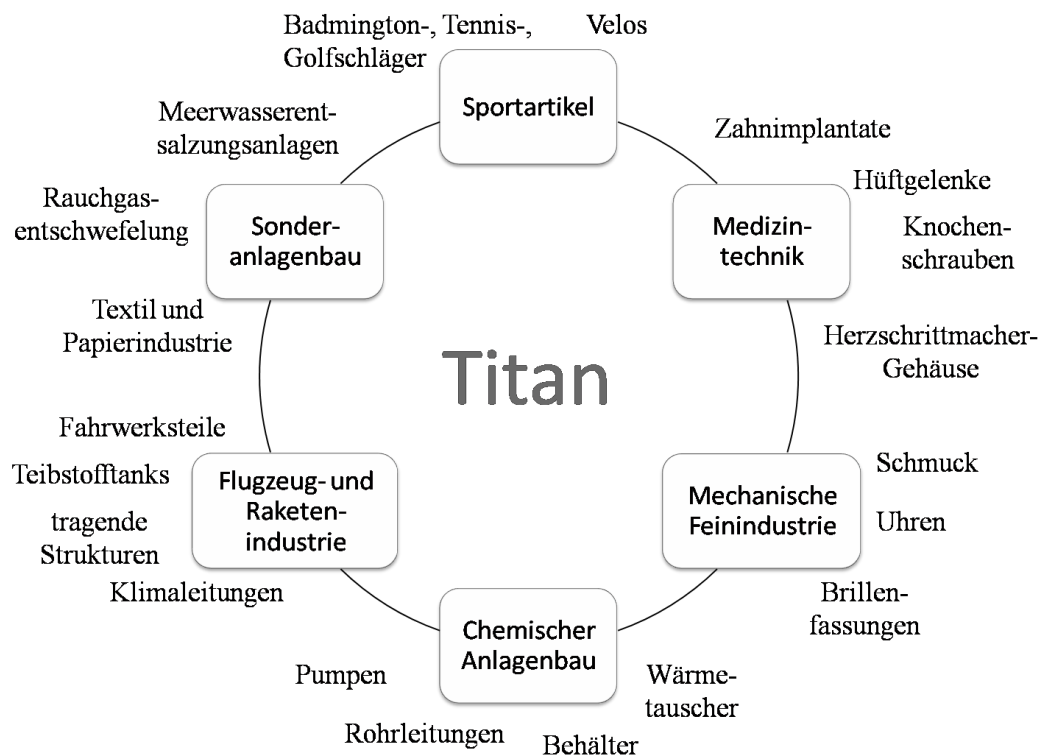 Badmington-, Tennis-,
Golfschläger
Velos
Sportartikel
Meerwasserent-
salzungsanlagen
Zahnimplantate
Hüftgelenke
Rauchgas-
entschwefelung
Sonder-
anlagenbau
Medizin-
technik
Knochen-
schrauben
Textil und
Papierindustrie
Herzschrittmacher-
Gehäuse
Titan
Fahrwerksteile
Teibstofftanks
tragende
Strukturen
Klimaleitungen
Flugzeug- und
Raketen-
industrie
Mechanische
Feinindustrie
Schmuck
Uhren
Brillen-
fassungen
Chemischer
Anlagenbau
Pumpen
Rohrleitungen
Behälter
Wärme-
tauscher